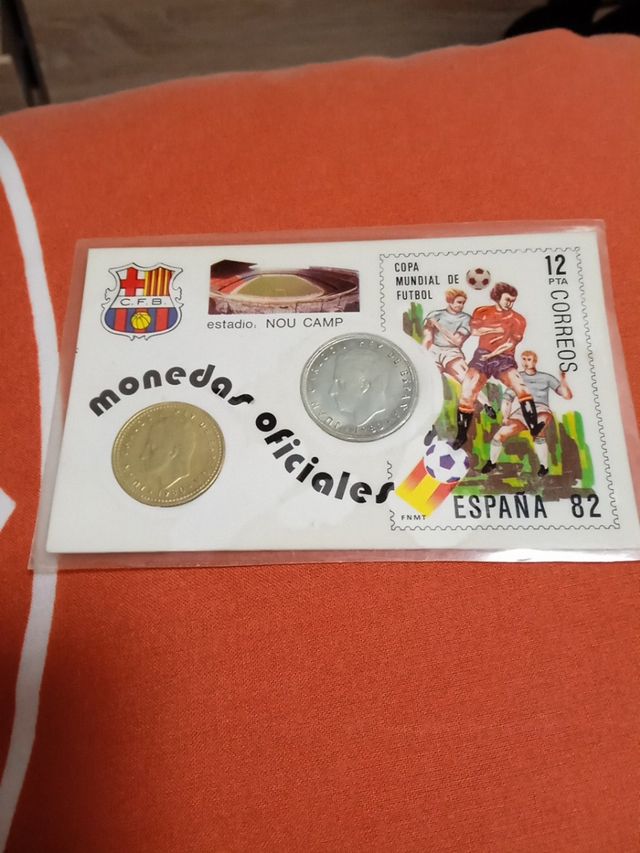 C.F.B.
estadio: NOU CAMP
monedas oficiales
COPA
MUNDIAL DE
FUTBOL
12
PTA
CORREOS
ESPAÑA 82
FNMT